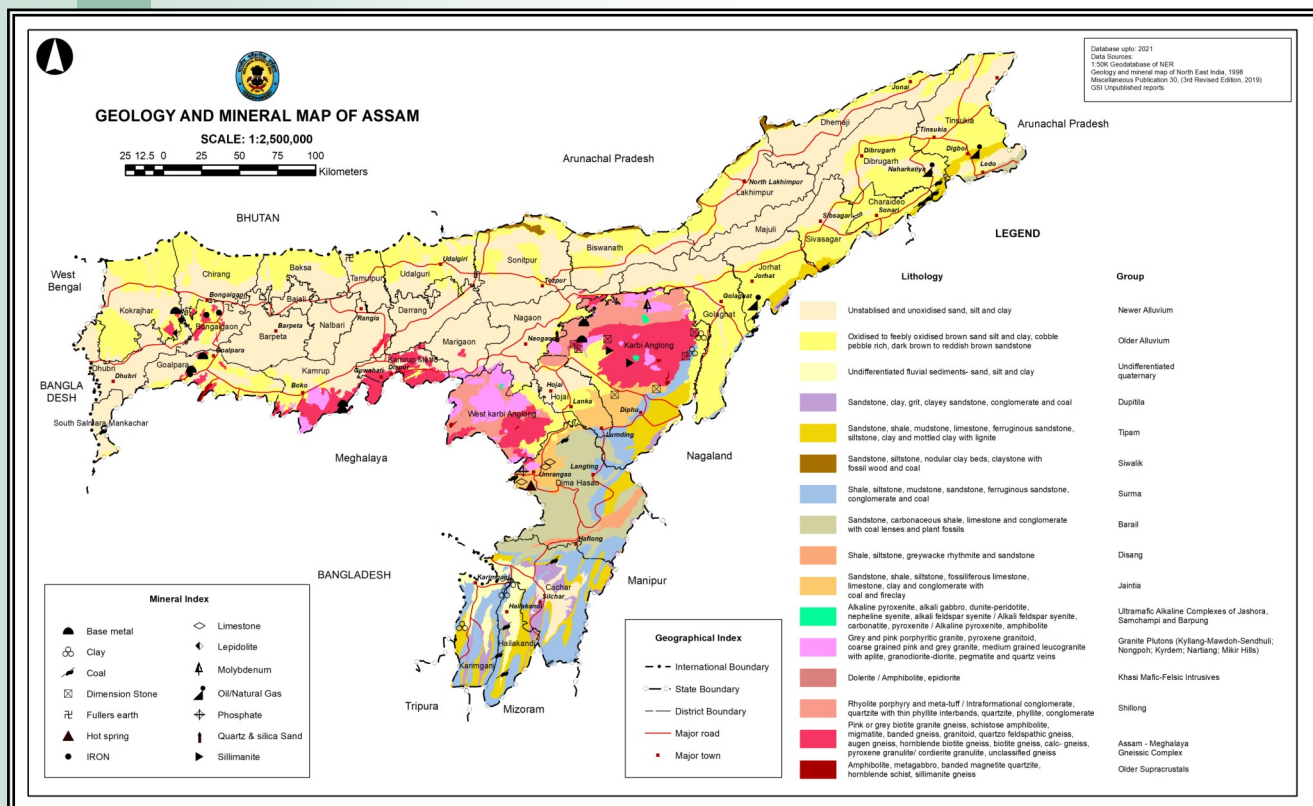 GEOLOGY AND MINERAL MAP OF ASSAM
SCALE: 1:2,500,000
25 12.5 0 25 50 75 100
Kilometers
Database upto: 2021
Data Sources:
1:50K Geodatabase of NER
Geology and mineral map of North East India, 1998
Miscellaneous Publication 30, (3rd Revised Edition, 2019)
GSI Unpublished reports
Arunachal Pradesh
Arunachal Pradesh
BHUTAN
West
Bengal
BANGLA
DESH
Meghalaya
BANGLADESH
Tripura
Mizoram
Manipur
Nagaland
Jonai
Dhemeji
Tinsukia
Tinsukia
Dibrugarh
Dibrugarh
Digboi
Ledo
Naharkatiya
North Lakhimpur
Lakhimpur
Charaideo
Sonari
Sibsagar
Sivasagar
Majuli
Jorhat
Jorhat
Biswanath
Golaghat
Golaghat
Sonitpur
Tezpur
Udalgiri
Udalguri
Tamulpur
Baksa
Chirang
Kokrajhar
Bongaigaon
Bongaigaon
Bajali
Barpeta
Barpeta
Nalbari
Rangia
Darrang
Nagaon
Naogaon
Marigaon
Kamrup Metro
Guwahati
Dispur
Kamrup
Boko
Goalpara
Goalpara
Dhubri
Dhubri
South Salmara Mankachar
Karbi Anglong
West karbi Anglong
Hojai
Hojai
Lanka
Diphu
Lumding
Langting
Umrangso
Dima Hasao
Haflong
Karimganj
Cachar
Silchar
Hailakandi
Hailakandi
Karimganj
LEGEND
Lithology Group
Unstablised and unoxidised sand, silt and clay Newer Alluvium
Oxidised to feebly oxidised brown sand silt and clay, cobble
pebble rich, dark brown to reddish brown sandstone Older Alluvium
Undifferentiated fluvial sediments- sand, silt and clay Undifferentiated
quaternary
Sandstone, clay, grit, clayey sandstone, conglomerate and coal Dupitila
Sandstone, shale, mudstone, limestone, ferruginous sandstone,
siltstone, clay and mottled clay with lignite Tipam
Sandstone, siltstone, nodular clay beds, claystone with
fossil wood and coal Siwalik
Shale, siltstone, mudstone, sandstone, ferruginous sandstone,
conglomerate and coal Surma
Sandstone, carbonaceous shale, limestone and conglomerate
with coal lenses and plant fossils Barail
Shale, siltstone, greywacke rhythmite and sandstone Disang
Sandstone, shale, siltstone, fossiliferous limestone,
limestone, clay and conglomerate with
coal and fireclay Jaintia
Alkaline pyroxenite, alkali gabbro, dunite-peridotite,
nepheline syenite, alkali feldspar syenite / Alkali feldspar syenite,
carbonatite, pyroxenite / Alkaline pyroxenite, amphibolite
Ultramafic Alkaline Complexes of Jashora,
Samchampi and Barpung
Grey and pink porphyritic granite, pyroxene granitoid,
coarse grained pink and grey granite, medium grained leucogranite
with aplite, granodiorite-diorite, pegmatite and quartz veins
Granite Plutons (Kyllang-Mawdoh-Sendhuli;
Nongpoh; Kyrdem; Nartiang; Mikir Hills)
Dolerite / Amphibolite, epidiorite Khasi Mafic-Felsic Intrusives
Rhyolite porphyry and meta-tuff / Intraformational conglomerate,
quartzite with thin phyllite interbands, quartzite, phyllite, conglomerate Shillong
Pink or grey biotite granite gneiss, schistose amphibolite,
migmatite, banded gneiss, granitoid, quartzo feldspathic gneiss,
augen gneiss, hornblende biotite gneiss, biotite gneiss, calc- gneiss,
pyroxene granulite/ cordierite granulite, unclassified gneiss
Assam - Meghalaya
Gneissic Complex
Amphibolite, metagabbro, banded magnetite quartzite,
hornblende schist, sillimanite gneiss Older Supracrustals
Mineral Index
Base metal
Clay
Coal
Dimension Stone
Fullers earth
Hot spring
IRON
Limestone
Lepidolite
Molybdenum
Oil/Natural Gas
Phosphate
Quartz & silica Sand
Sillimanite
Geographical Index
International Boundary
State Boundary
District Boundary
Major road
Major town